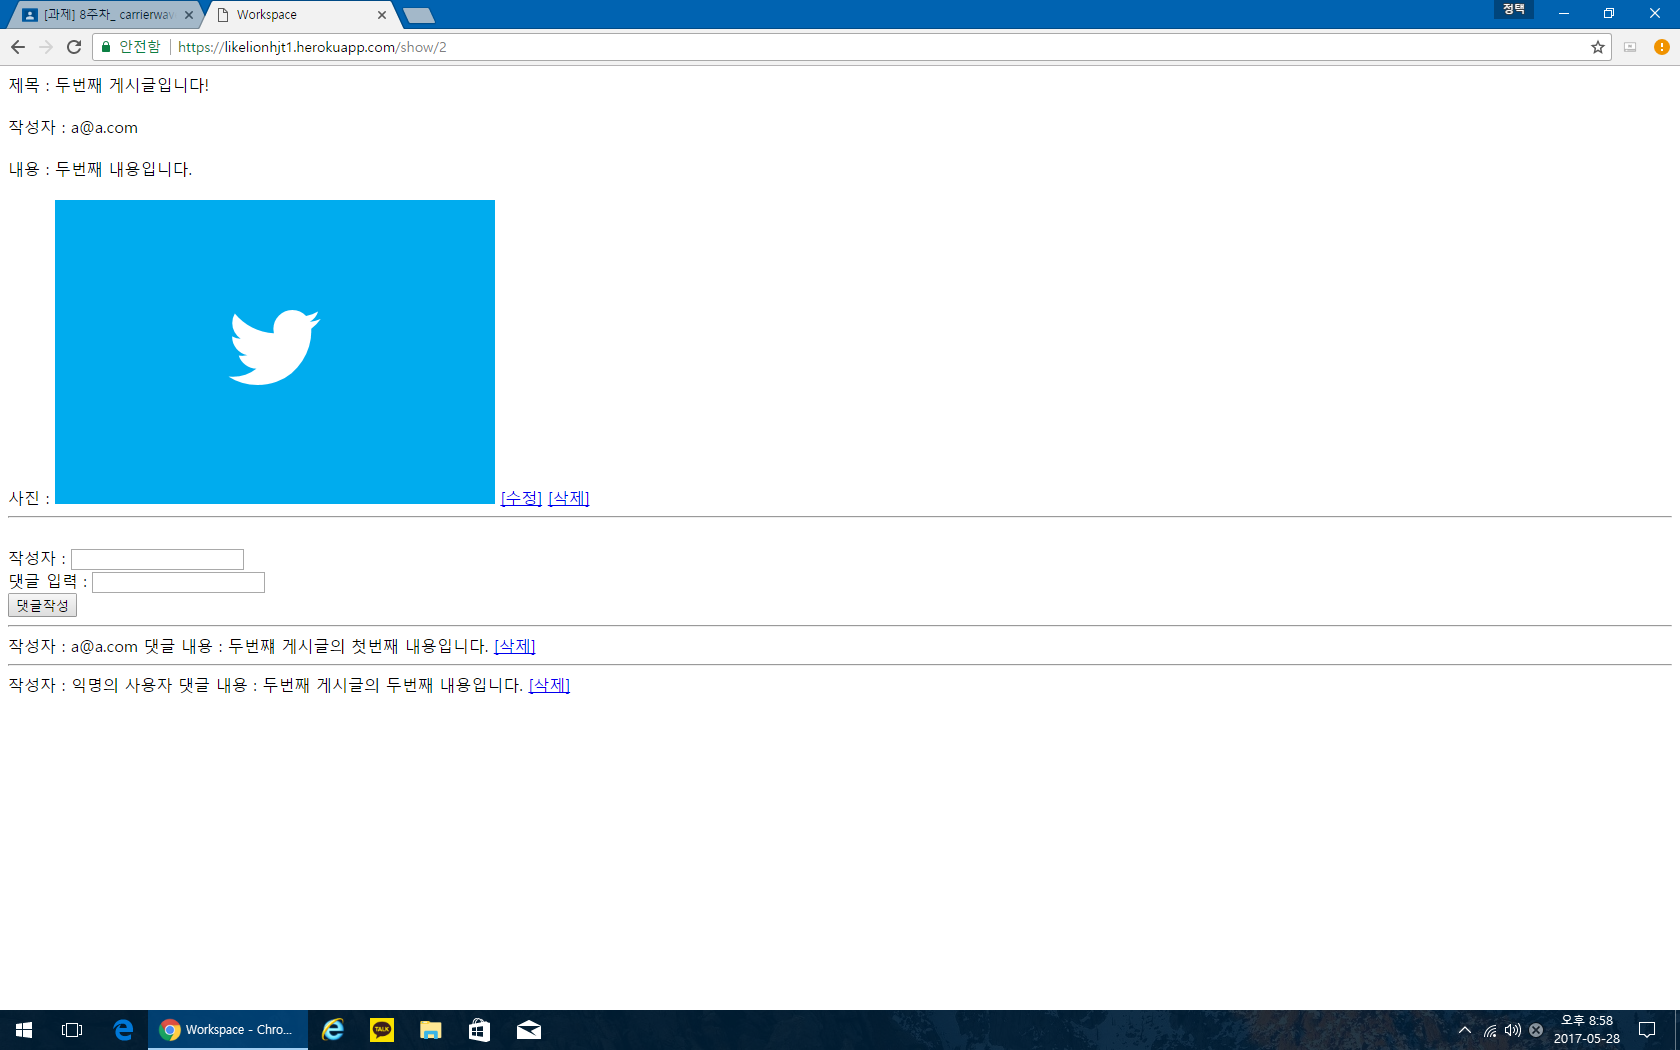 [과제] 8주차_ carrierwav
Workspace
정택
안전함 https://likelionhjt1.herokuapp.com/show/2
제목 : 두번째 게시글입니다!
작성자 : a@a.com
내용 : 두번째 내용입니다.
사진 : [수정] [삭제]
작성자 :
댓글 입력 :
댓글작성
작성자 : a@a.com 댓글 내용 : 두번쨰 게시글의 첫번째 내용입니다. [삭제]
작성자 : 익명의 사용자 댓글 내용 : 두번째 게시글의 두번째 내용입니다. [삭제]
Workspace - Chro...
TALK
오후 8:58
2017-05-28